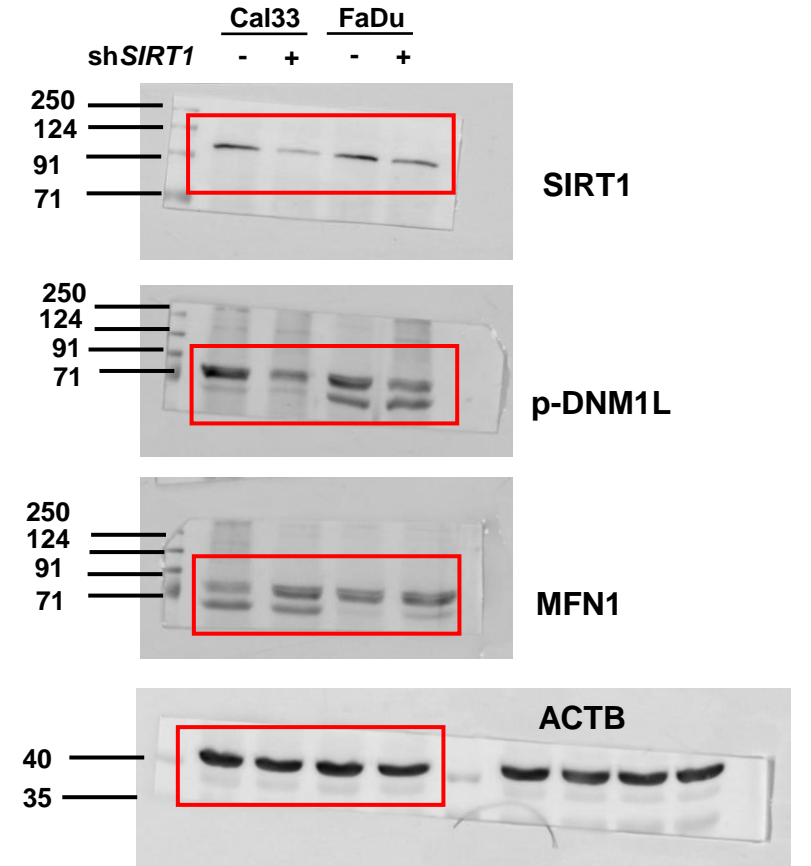 Cal33 FaDu
shSIRT1 - + - +
250
124
91
71
SIRT1
250
124
91
71
p-DNM1L
250
124
91
71
MFN1
ACTB
40
35